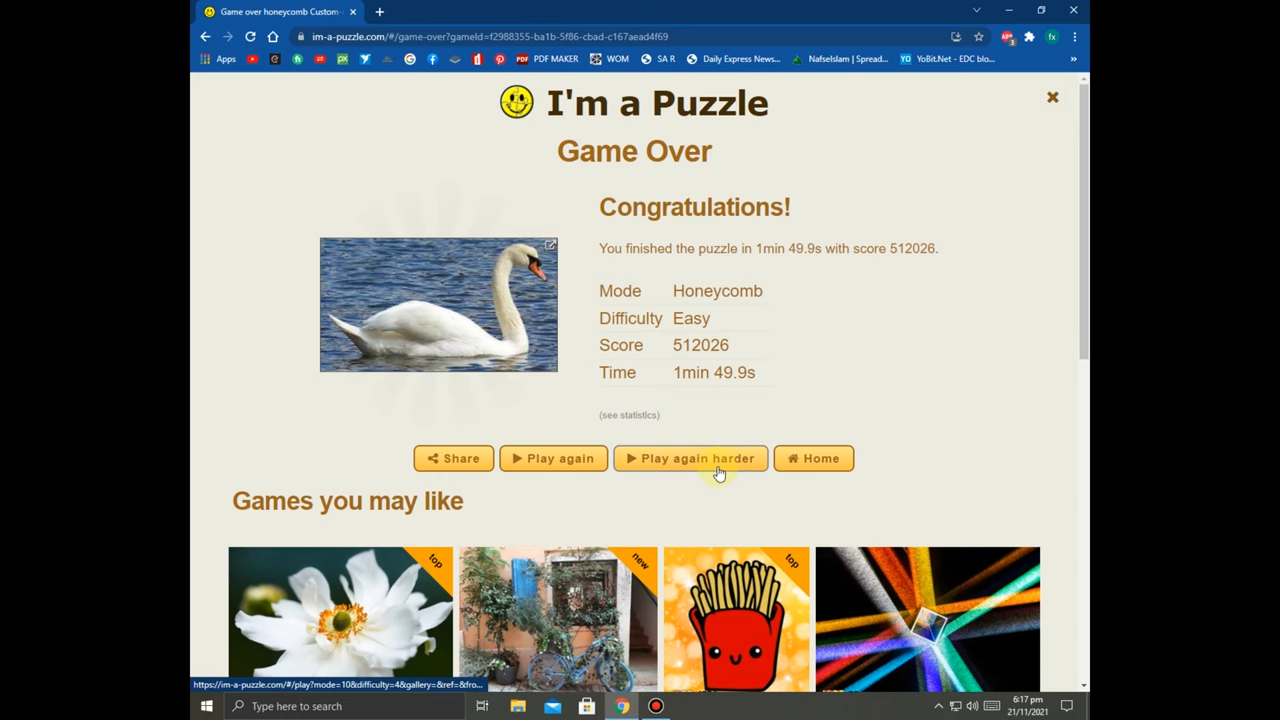 Game over honeycomb Custom-
im-a-puzzle.com/#/game-over?gameId=f2988355-ba1b-5f86-cbad-c167aead4f69
3
fx
Apps
PDF MAKER
WOM
SA R
Daily Express New...
NafseIslam | Spread...
YoBit.Net - EDC blo...
»
I'm a Puzzle
Game Over
Congratulations!
You finished the puzzle in 1min 49.9s with score 512026.
Mode Honeycomb
Difficulty Easy
Score 512026
Time 1min 49.9s
(see statistics)
Share
Play again
Play again harder
Home
Games you may like
top
new
top
https://im-a-puzzle.com/#/play?mode=10&difficulty=4&gallery=&ref=&fro...
Type here to search
6:17 pm
21/11/2021